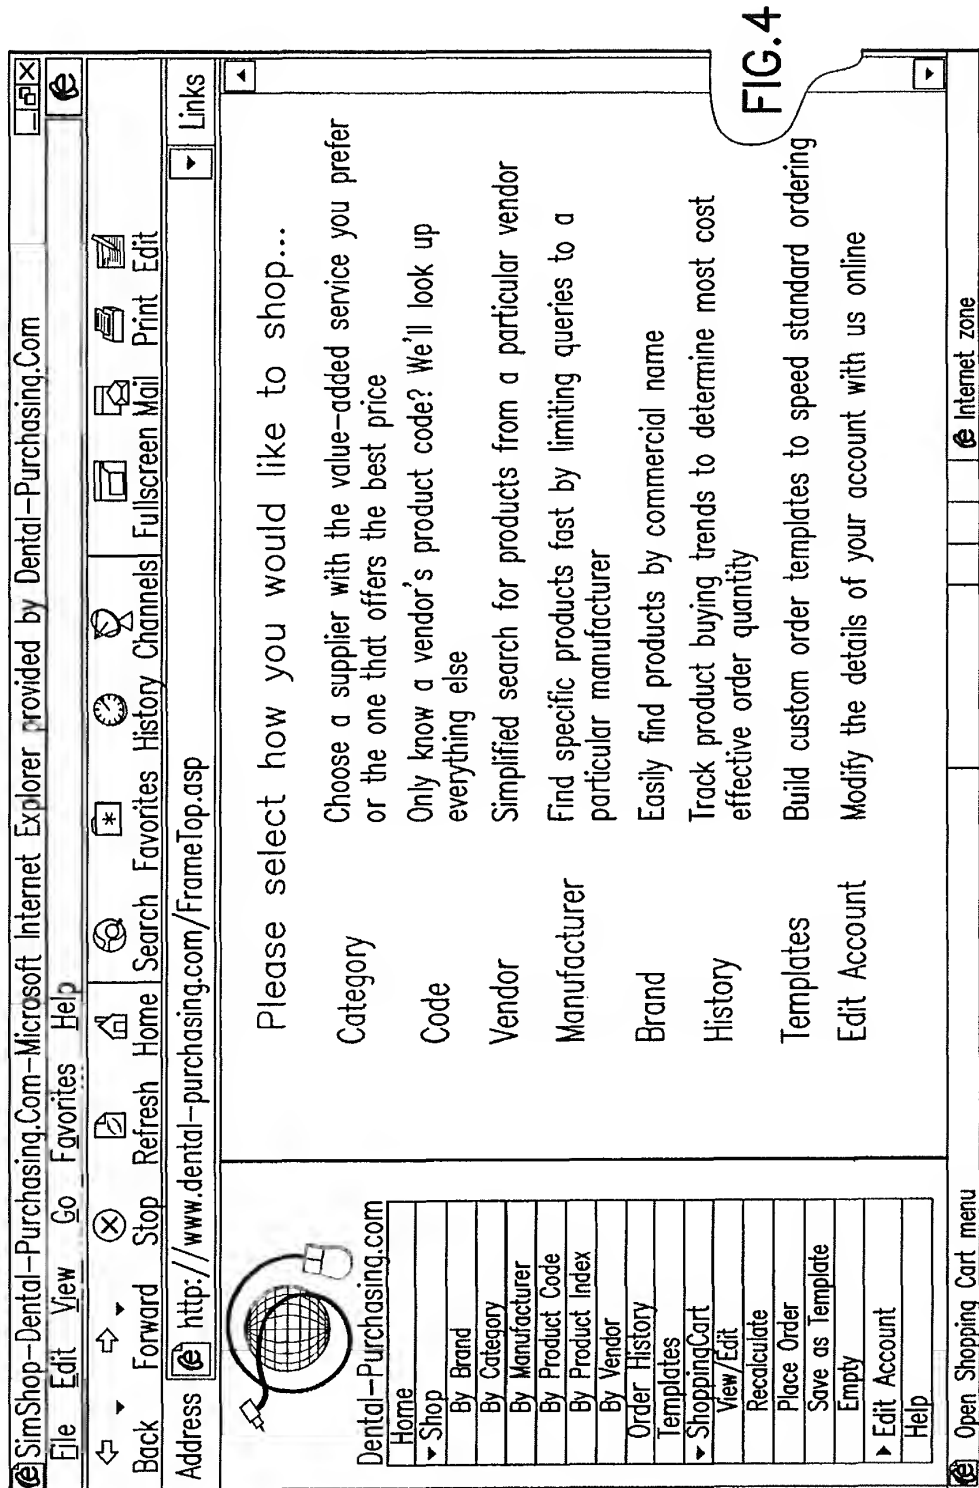 SimShop-Dental-Purchasing.Com-Microsoft Internet Explorer provided by Dental-Purchasing.Com
File Edit View Go Favorites Help
Back Forward Stop Refresh Home Search Favorites History Channels Fullscreen Mail Print Edit
Address http://www.dental-purchasing.com/FrameTop.asp Links
Dental-Purchasing.com
Home
Shop
By Brand
By Category
By Manufacturer
By Product Code
By Product Index
By Vendor
Order History
Templates
ShoppingCart
View/Edit
Recalculate
Place Order
Save as Template
Empty
Edit Account
Help
Please select how you would like to shop...
Category Choose a supplier with the value-added service you prefer
or the one that offers the best price
Code Only know a vendor's product code? We'll look up
everything else
Vendor Simplified search for products from a particular vendor
Manufacturer Find specific products fast by limiting queries to a
particular manufacturer
Brand Easily find products by commercial name
History Track product buying trends to determine most cost
effective order quantity
Templates Build custom order templates to speed standard ordering
Edit Account Modify the details of your account with us online
Open Shopping Cart menu Internet zone
FIG.4